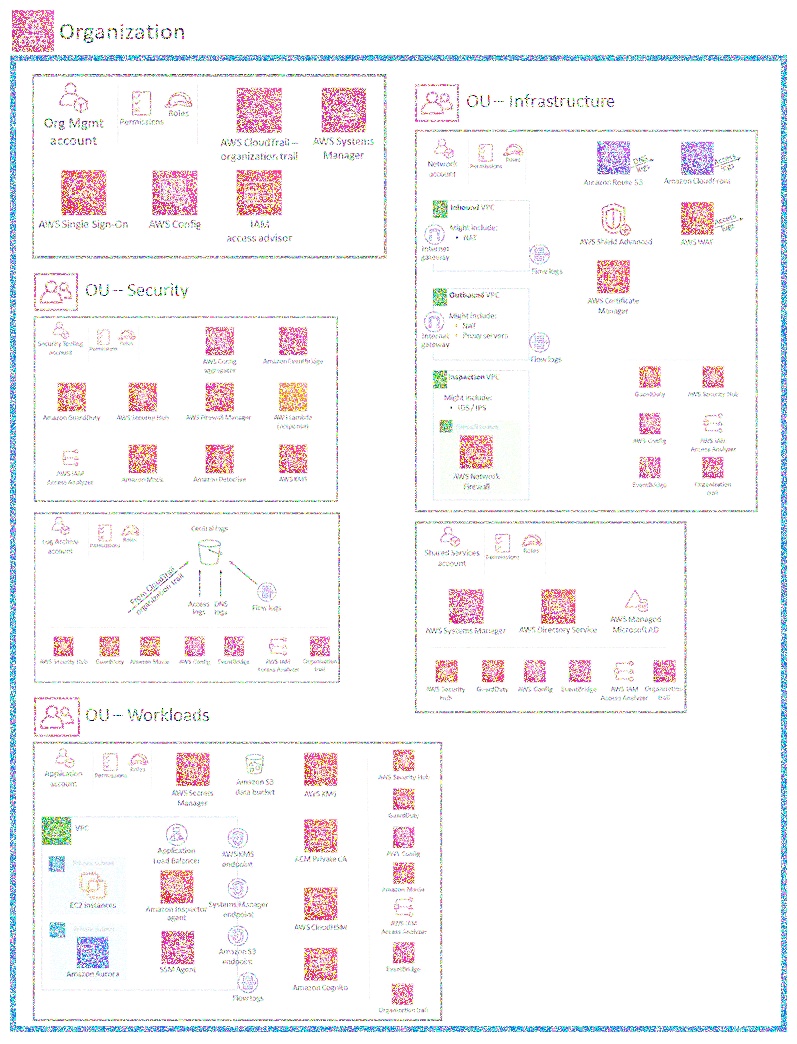 Organization
Org Mgmt
account
Permissions
Roles
AWS CloudTrail –
organization trail
AWS Systems
Manager
AWS Single Sign-On
AWS Config
IAM
access advisor
OU – Security
Security Tooling
account
Permissions
Roles
AWS Config
Amazon EventBridge
Amazon GuardDuty
AWS Security Hub
AWS Firewall Manager
AWS Lambda
AWS IAM
Access Analyzer
Amazon Macie
Amazon Detective
AWS KMS
Log Archive
account
Permissions
Roles
Central logs
From CloudTrail
organization trail
Access
logs
DNS
logs
Flow logs
AWS Security Hub
GuardDuty
Amazon Macie
AWS Config
EventBridge
AWS IAM
Access Analyzer
Organization
trail
OU – Workloads
Application
account
Permissions
Roles
AWS Secrets
Manager
Amazon S3
data bucket
AWS KMS
VPC
Application
Load Balancer
AWS KMS
endpoint
ACM Private CA
Private subnet
EC2 instances
Amazon Inspector
agent
Systems Manager
endpoint
AWS CloudHSM
Private subnet
Amazon Aurora
SSM Agent
Amazon S3
endpoint
Flow logs
Amazon Cognito
AWS Security Hub
GuardDuty
AWS Config
Amazon Macie
AWS IAM
Access Analyzer
EventBridge
Organization trail
OU – Infrastructure
Network
account
Permissions
Roles
Amazon Route 53
DNS
logs
Amazon CloudFront
Access
logs
Inbound VPC
Might include:
• NAT
Internet
gateway
Flow logs
AWS Shield Advanced
AWS WAF
Access
logs
AWS Certificate
Manager
Outbound VPC
Might include:
• NAT
• Proxy servers
Internet
gateway
Flow logs
Inspection VPC
Might include:
• IDS / IPS
AWS Network
Firewall
GuardDuty
AWS Security Hub
AWS Config
AWS IAM
Access Analyzer
EventBridge
Organization
trail
Shared Services
account
Permissions
Roles
AWS Systems Manager
AWS Directory Service
AWS Managed
Microsoft AD
AWS Security
Hub
GuardDuty
AWS Config
EventBridge
AWS IAM
Access Analyzer
Organization
trail